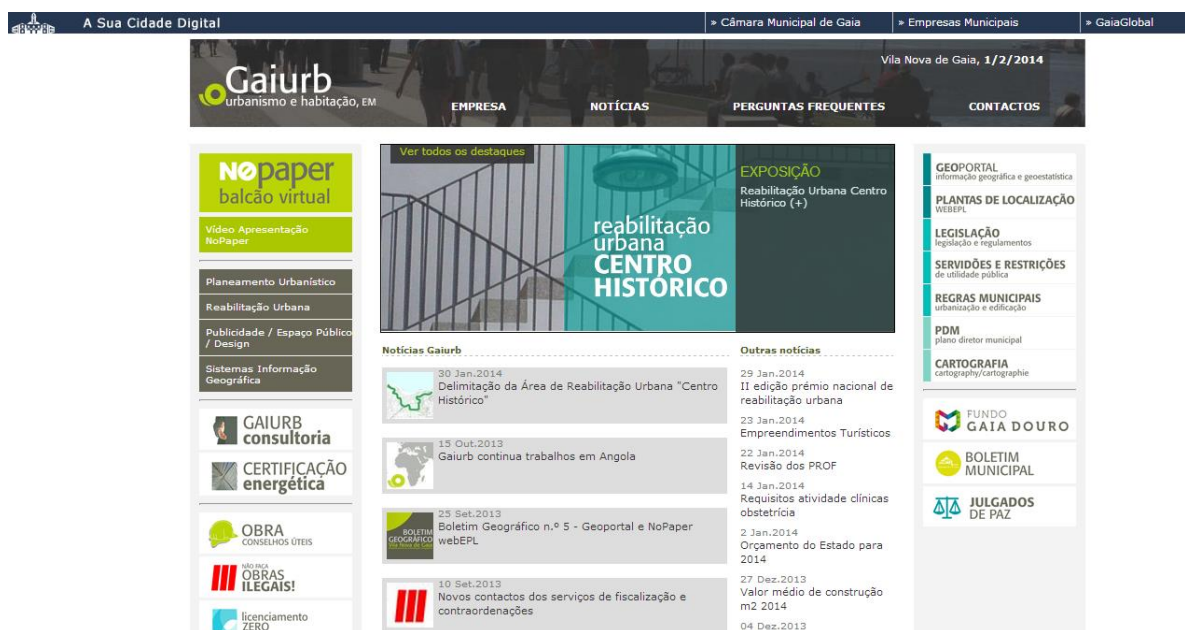 A Sua Cidade Digital
» Câmara Municipal de Gaia
» Empresas Municipais
» GaiaGlobal
Gaiurb
urbanismo e habitação, EM
Vila Nova de Gaia, 1/2/2014
EMPRESA
NOTÍCIAS
PERGUNTAS FREQUENTES
CONTACTOS
NOpaper
balcão virtual
Vídeo Apresentação
NoPaper
Planeamento Urbanístico
Reabilitação Urbana
Publicidade / Espaço Público
/ Design
Sistemas Informação
Geográfica
GAIURB
consultoria
CERTIFICAÇÃO
energética
OBRA
CONSELHOS ÚTEIS
NÃO FAÇA
OBRAS
ILEGAIS!
licenciamento
ZERO
Ver todos os destaques
reabilitação
urbana
CENTRO
HISTÓRICO
EXPOSIÇÃO
Reabilitação Urbana Centro
Histórico (+)
Notícias Gaiurb
30 Jan.2014
Delimitação da Área de Reabilitação Urbana "Centro
Histórico"
15 Out.2013
Gaiurb continua trabalhos em Angola
BOLETIM
GEOGRÁFICO
Vila Nova de Gaia
25 Set.2013
Boletim Geográfico n.º 5 - Geoportal e NoPaper
webEPL
10 Set.2013
Novos contactos dos serviços de fiscalização e
contraordenações
Outras notícias
29 Jan.2014
II edição prémio nacional de
reabilitação urbana
23 Jan.2014
Empreendimentos Turísticos
22 Jan.2014
Revisão dos PROF
14 Jan.2014
Requisitos atividade clínicas
obstetrícia
2 Jan.2014
Orçamento do Estado para
2014
27 Dez.2013
Valor médio de construção
m2 2014
04 Dez.2013
GEOPORTAL
informação geográfica e geoestatística
PLANTAS DE LOCALIZAÇÃO
WEBEPL
LEGISLAÇÃO
legislação e regulamentos
SERVIDÕES E RESTRIÇÕES
de utilidade pública
REGRAS MUNICIPAIS
urbanização e edificação
PDM
plano diretor municipal
CARTOGRAFIA
cartography/cartographie
FUNDO
GAIA DOURO
BOLETIM
MUNICIPAL
JULGADOS
DE PAZ